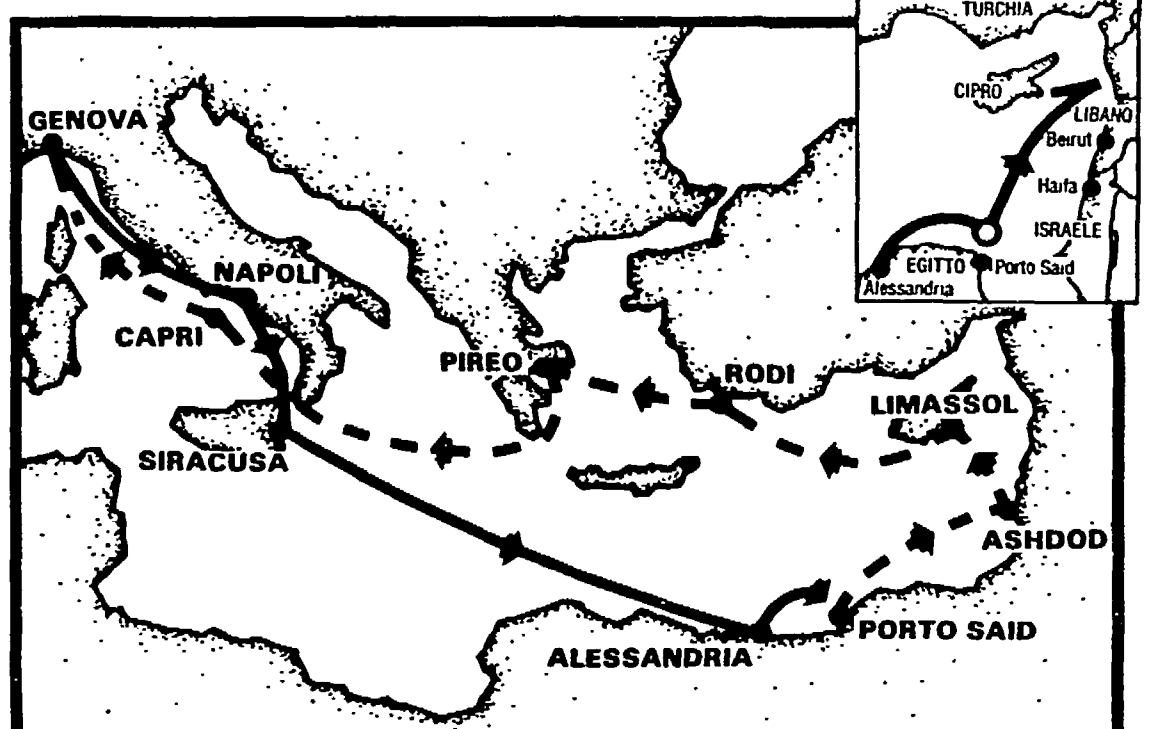 TURCHIA
CIPRO
LIBANO
Beirut
Haifa
ISRAELE
EGITTO
Porto Said
Alessandria
GENOVA
NAPOLI
CAPRI
PIREO
RODI
LIMASSOL
SIRACUSA
ASHDOD
PORTO SAID
ALESSANDRIA